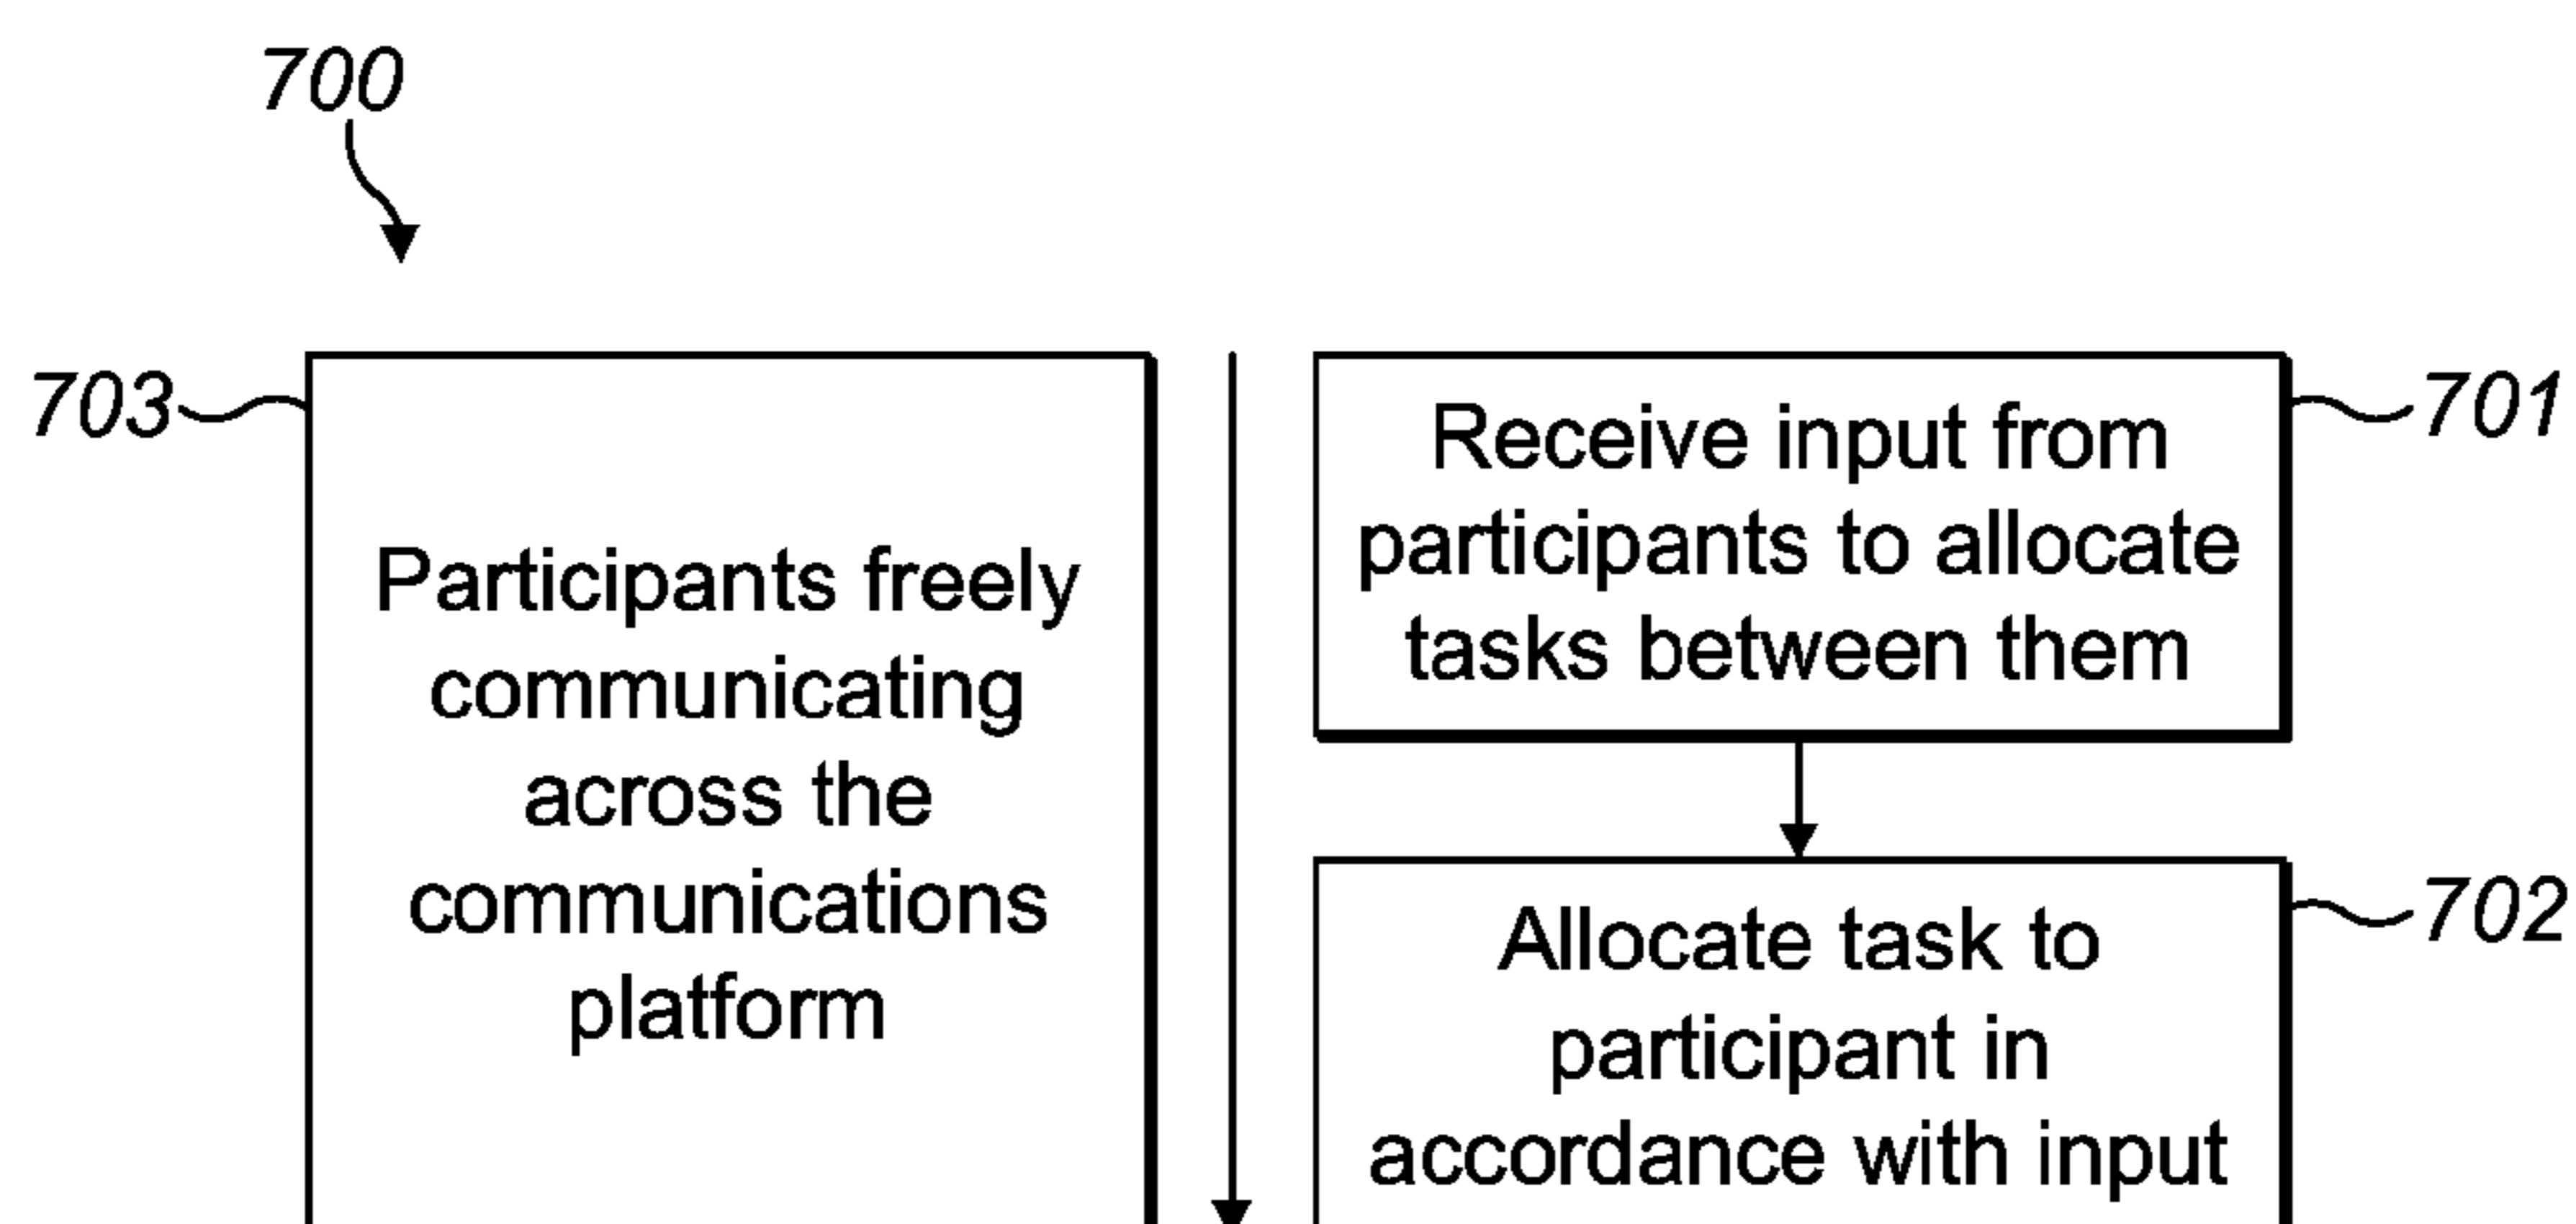 700
703
Participants freely
communicating
across the
communications
platform
701
Receive input from
participants to allocate
tasks between them
702
Allocate task to
participant in
accordance with input